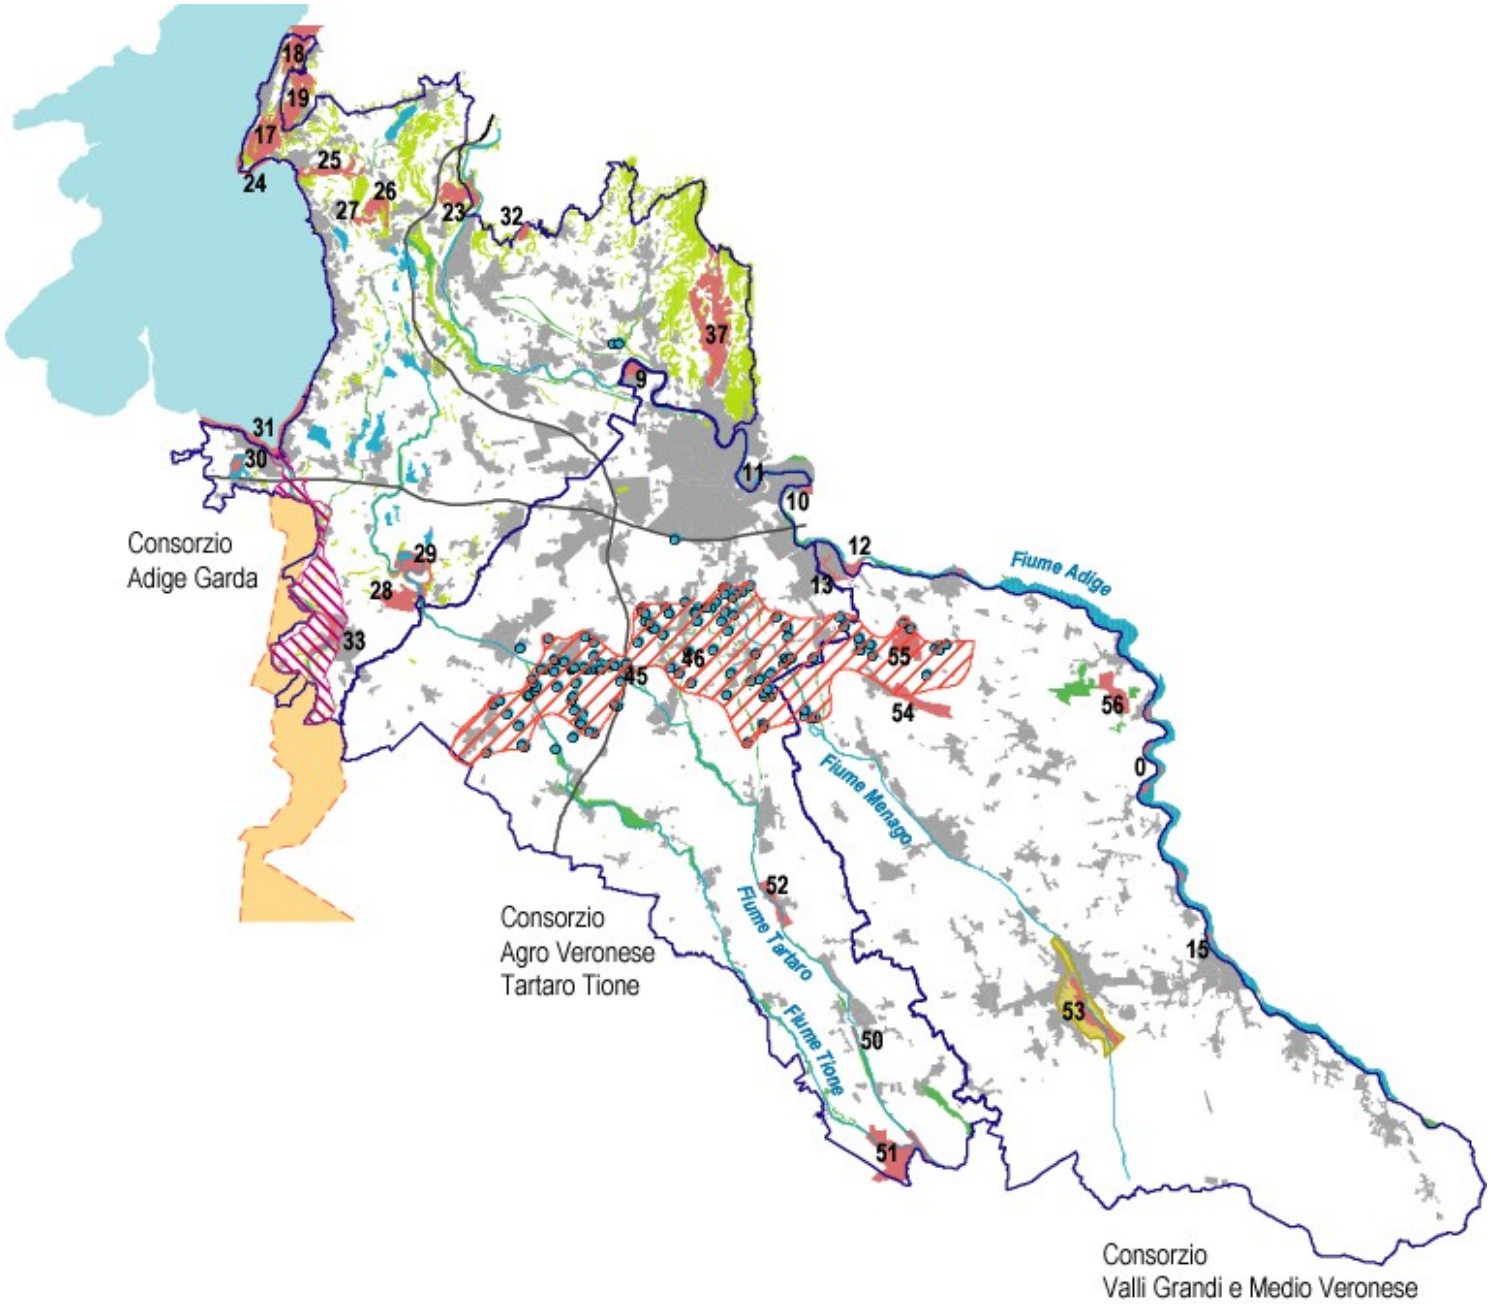 18
19
17
25
24
26
27
23
32
37
9
31
30
11
10
Consorzio
Adige Garda
12
Fiume Adige
29
13
28
33
46
55
45
54
56
0
Fiume Menago
52
Consorzio
Agro Veronese
Tartaro Tione
Fiume Tartaro
15
53
Fiume Tione
50
51
Consorzio
Valli Grandi e Medio Veronese